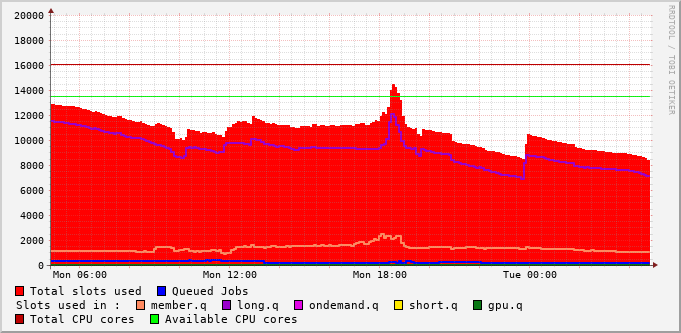 20000
18000
16000
14000
12000
10000
8000
6000
4000
2000
0
Mon 06:00 Mon 12:00 Mon 18:00 Tue 00:00
RRDTOOL / TOBI OETIKER
Total slots used Queued Jobs
Slots used in : member.q long.q ondemand.q short.q gpu.q
Total CPU cores Available CPU cores